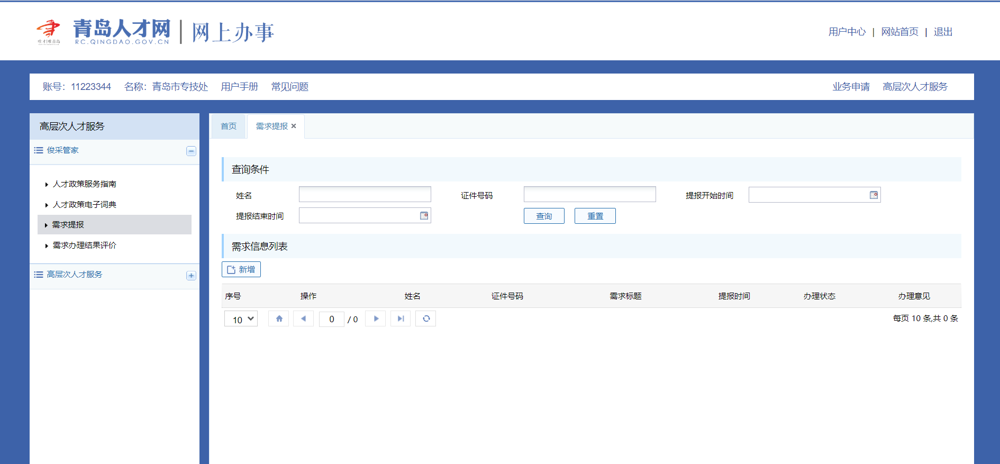 青岛人才网 | 网上办事
RC.QINGDAO.GOV.CN
用户中心 | 网站首页 | 退出
账号：11223344 名称：青岛市专技处 用户手册 常见问题
业务申请 高层次人才服务
高层次人才服务
俊采管家
人才政策服务指南
人才政策电子词典
需求提报
需求办理结果评价
高层次人才服务
首页 需求提报
查询条件
姓名 证件号码 提报开始时间
提报结束时间 查询 重置
需求信息列表
新增
序号 操作 姓名 证件号码 需求标题 提报时间 办理状态 办理意见
10 0 / 0 每页 10 条,共 0 条